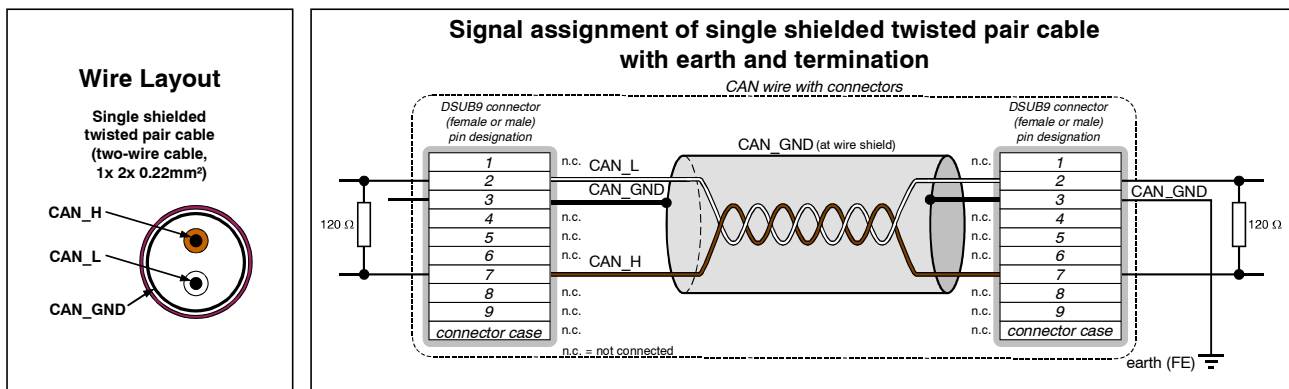 Wire Layout
Single shielded
twisted pair cable
(two-wire cable,
1x 2x 0.22mm²)
CAN_H
CAN_L
CAN_GND
Signal assignment of single shielded twisted pair cable
with earth and termination
CAN wire with connectors
DSUB9 connector
(female or male)
pin designation
120 Ω
1
2
3
4
5
6
7
8
9
connector case
n.c.
CAN_L
CAN_GND
n.c.
n.c.
n.c.
CAN_H
n.c.
n.c.
n.c.
n.c. = not connected
CAN_GND (at wire shield)
DSUB9 connector
(female or male)
pin designation
n.c.
n.c.
n.c.
n.c.
n.c.
n.c.
n.c.
1
2
3
4
5
6
7
8
9
connector case
CAN_GND
120 Ω
earth (FE)